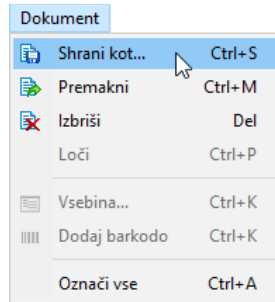 Dokument
Shrani kot... Ctrl+S
Premakni Ctrl+M
Izbriši Del
Loči Ctrl+P
Vsebina... Ctrl+K
Dodaj barkodo Ctrl+K
Označi vse Ctrl+A